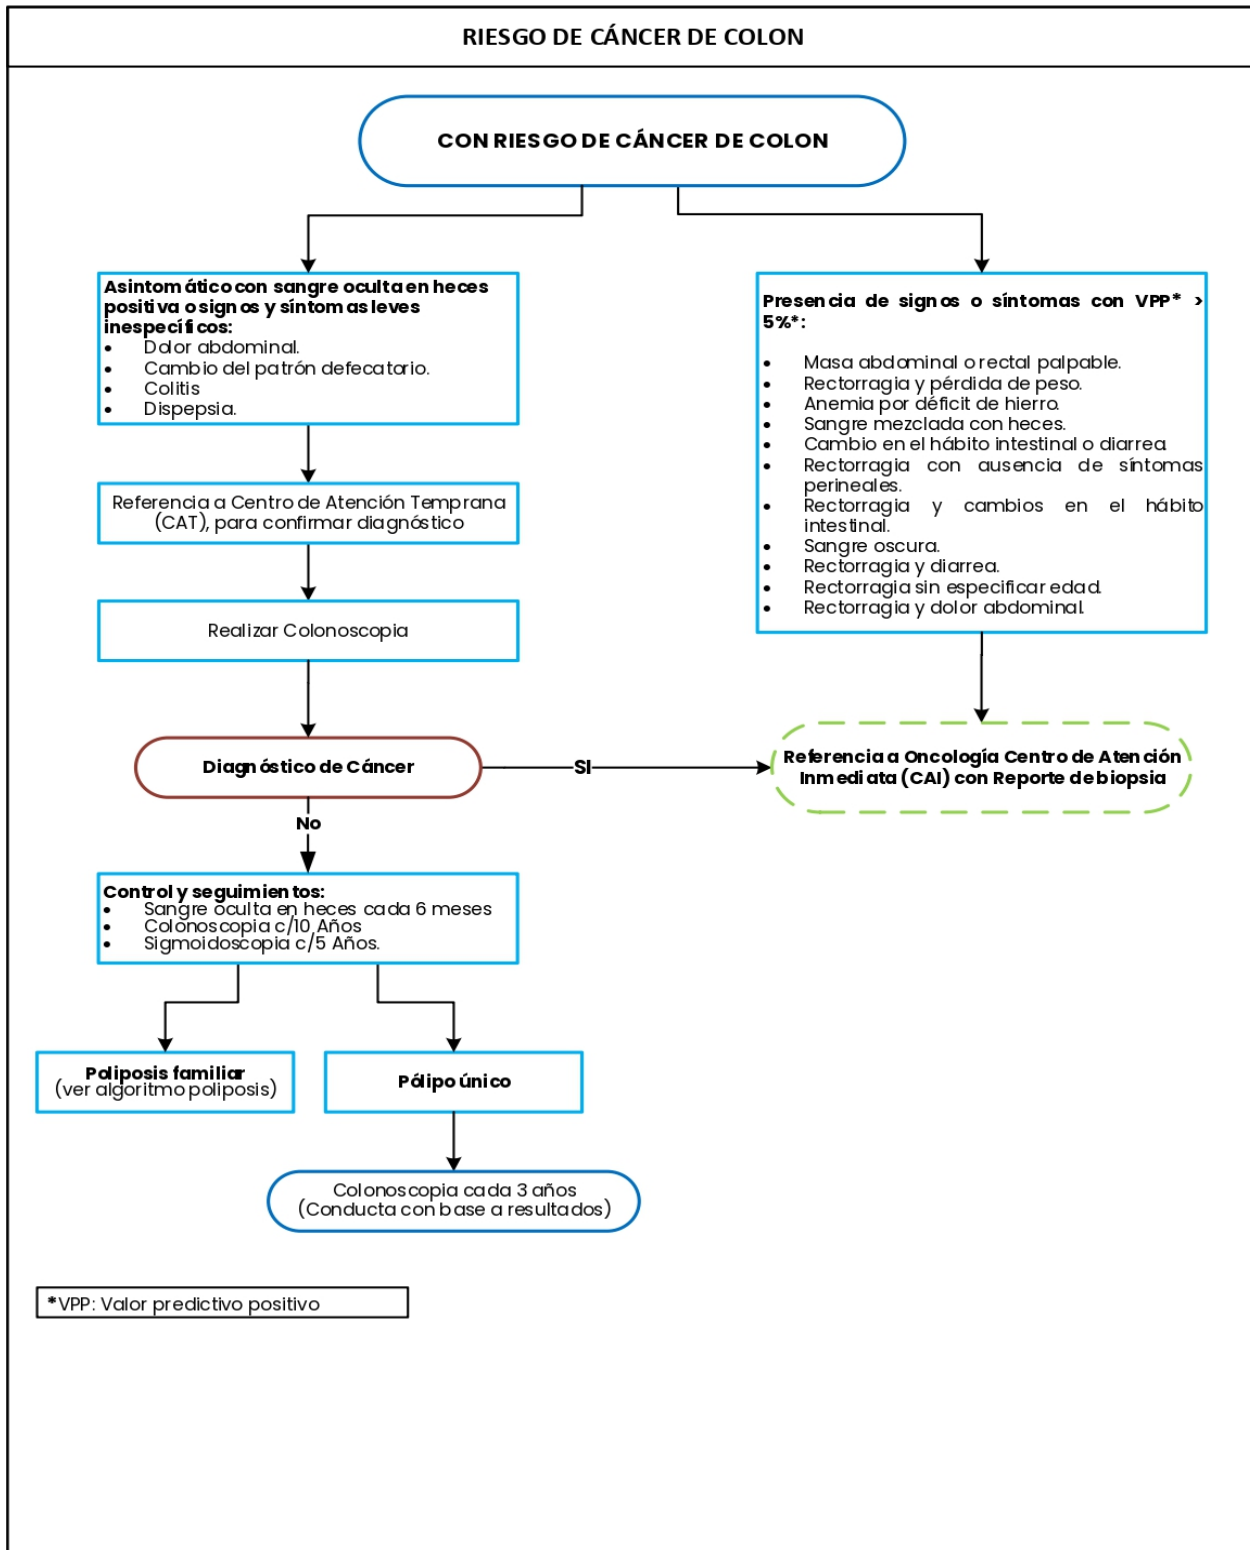 RIESGO DE CÁNCER DE COLON
CON RIESGO DE CÁNCER DE COLON
Asintomático con sangre oculta en heces
positiva o signos y síntomas leves
inespecíficos:
• Dolor abdominal.
• Cambio del patrón defecatorio.
• Colitis
• Dispepsia.
Referencia a Centro de Atención Temprana
(CAT), para confirmar diagnóstico
Realizar Colonoscopia
Diagnóstico de Cáncer
SI
No
Control y seguimientos:
• Sangre oculta en heces cada 6 meses
• Colonoscopia c/10 Años
• Sigmoidoscopia c/5 Años.
Poliposis familiar
(ver algoritmo poliposis)
Pólipo único
Colonoscopia cada 3 años
(Conducta con base a resultados)
Presencia de signos o síntomas con VPP* >
5%*:
• Masa abdominal o rectal palpable.
• Rectorragia y pérdida de peso.
• Anemia por déficit de hierro.
• Sangre mezclada con heces.
• Cambio en el hábito intestinal o diarrea.
• Rectorragia con ausencia de síntomas
perineales.
• Rectorragia y cambios en el hábito
intestinal.
• Sangre oscura.
• Rectorragia y diarrea.
• Rectorragia sin especificar edad.
• Rectorragia y dolor abdominal.
Referencia a Oncología Centro de Atención
Inmediata (CAI) con Reporte de biopsia
*VPP: Valor predictivo positivo